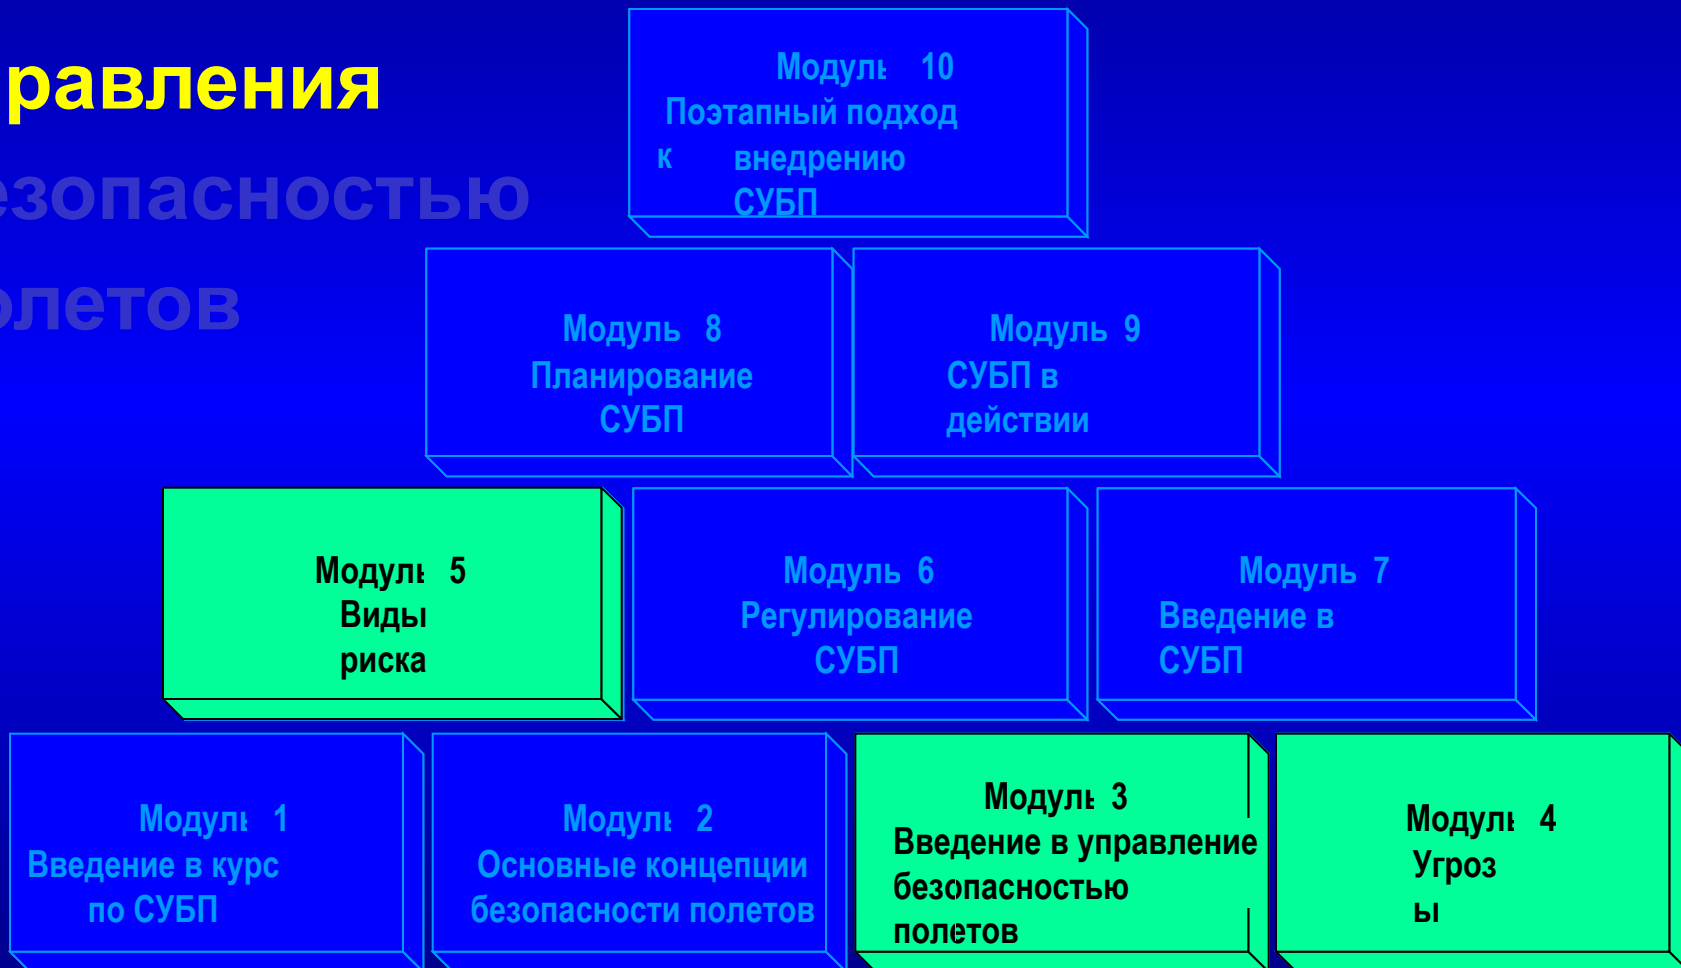 равления
езопасностью
олетов
Модуль 10
Поэтапный подход
к внедрению
СУБП
Модуль 8
Планирование
СУБП
Модуль 9
СУБП в
действии
Модуль 5
Виды
риска
Модуль 6
Регулирование
СУБП
Модуль 7
Введение в
СУБП
Модуль 1
Введение в курс
по СУБП
Модуль 2
Основные концепции
безопасности полетов
Модуль 3
Введение в управление
безопасностью
полетов
Модуль 4
Угроз
ы